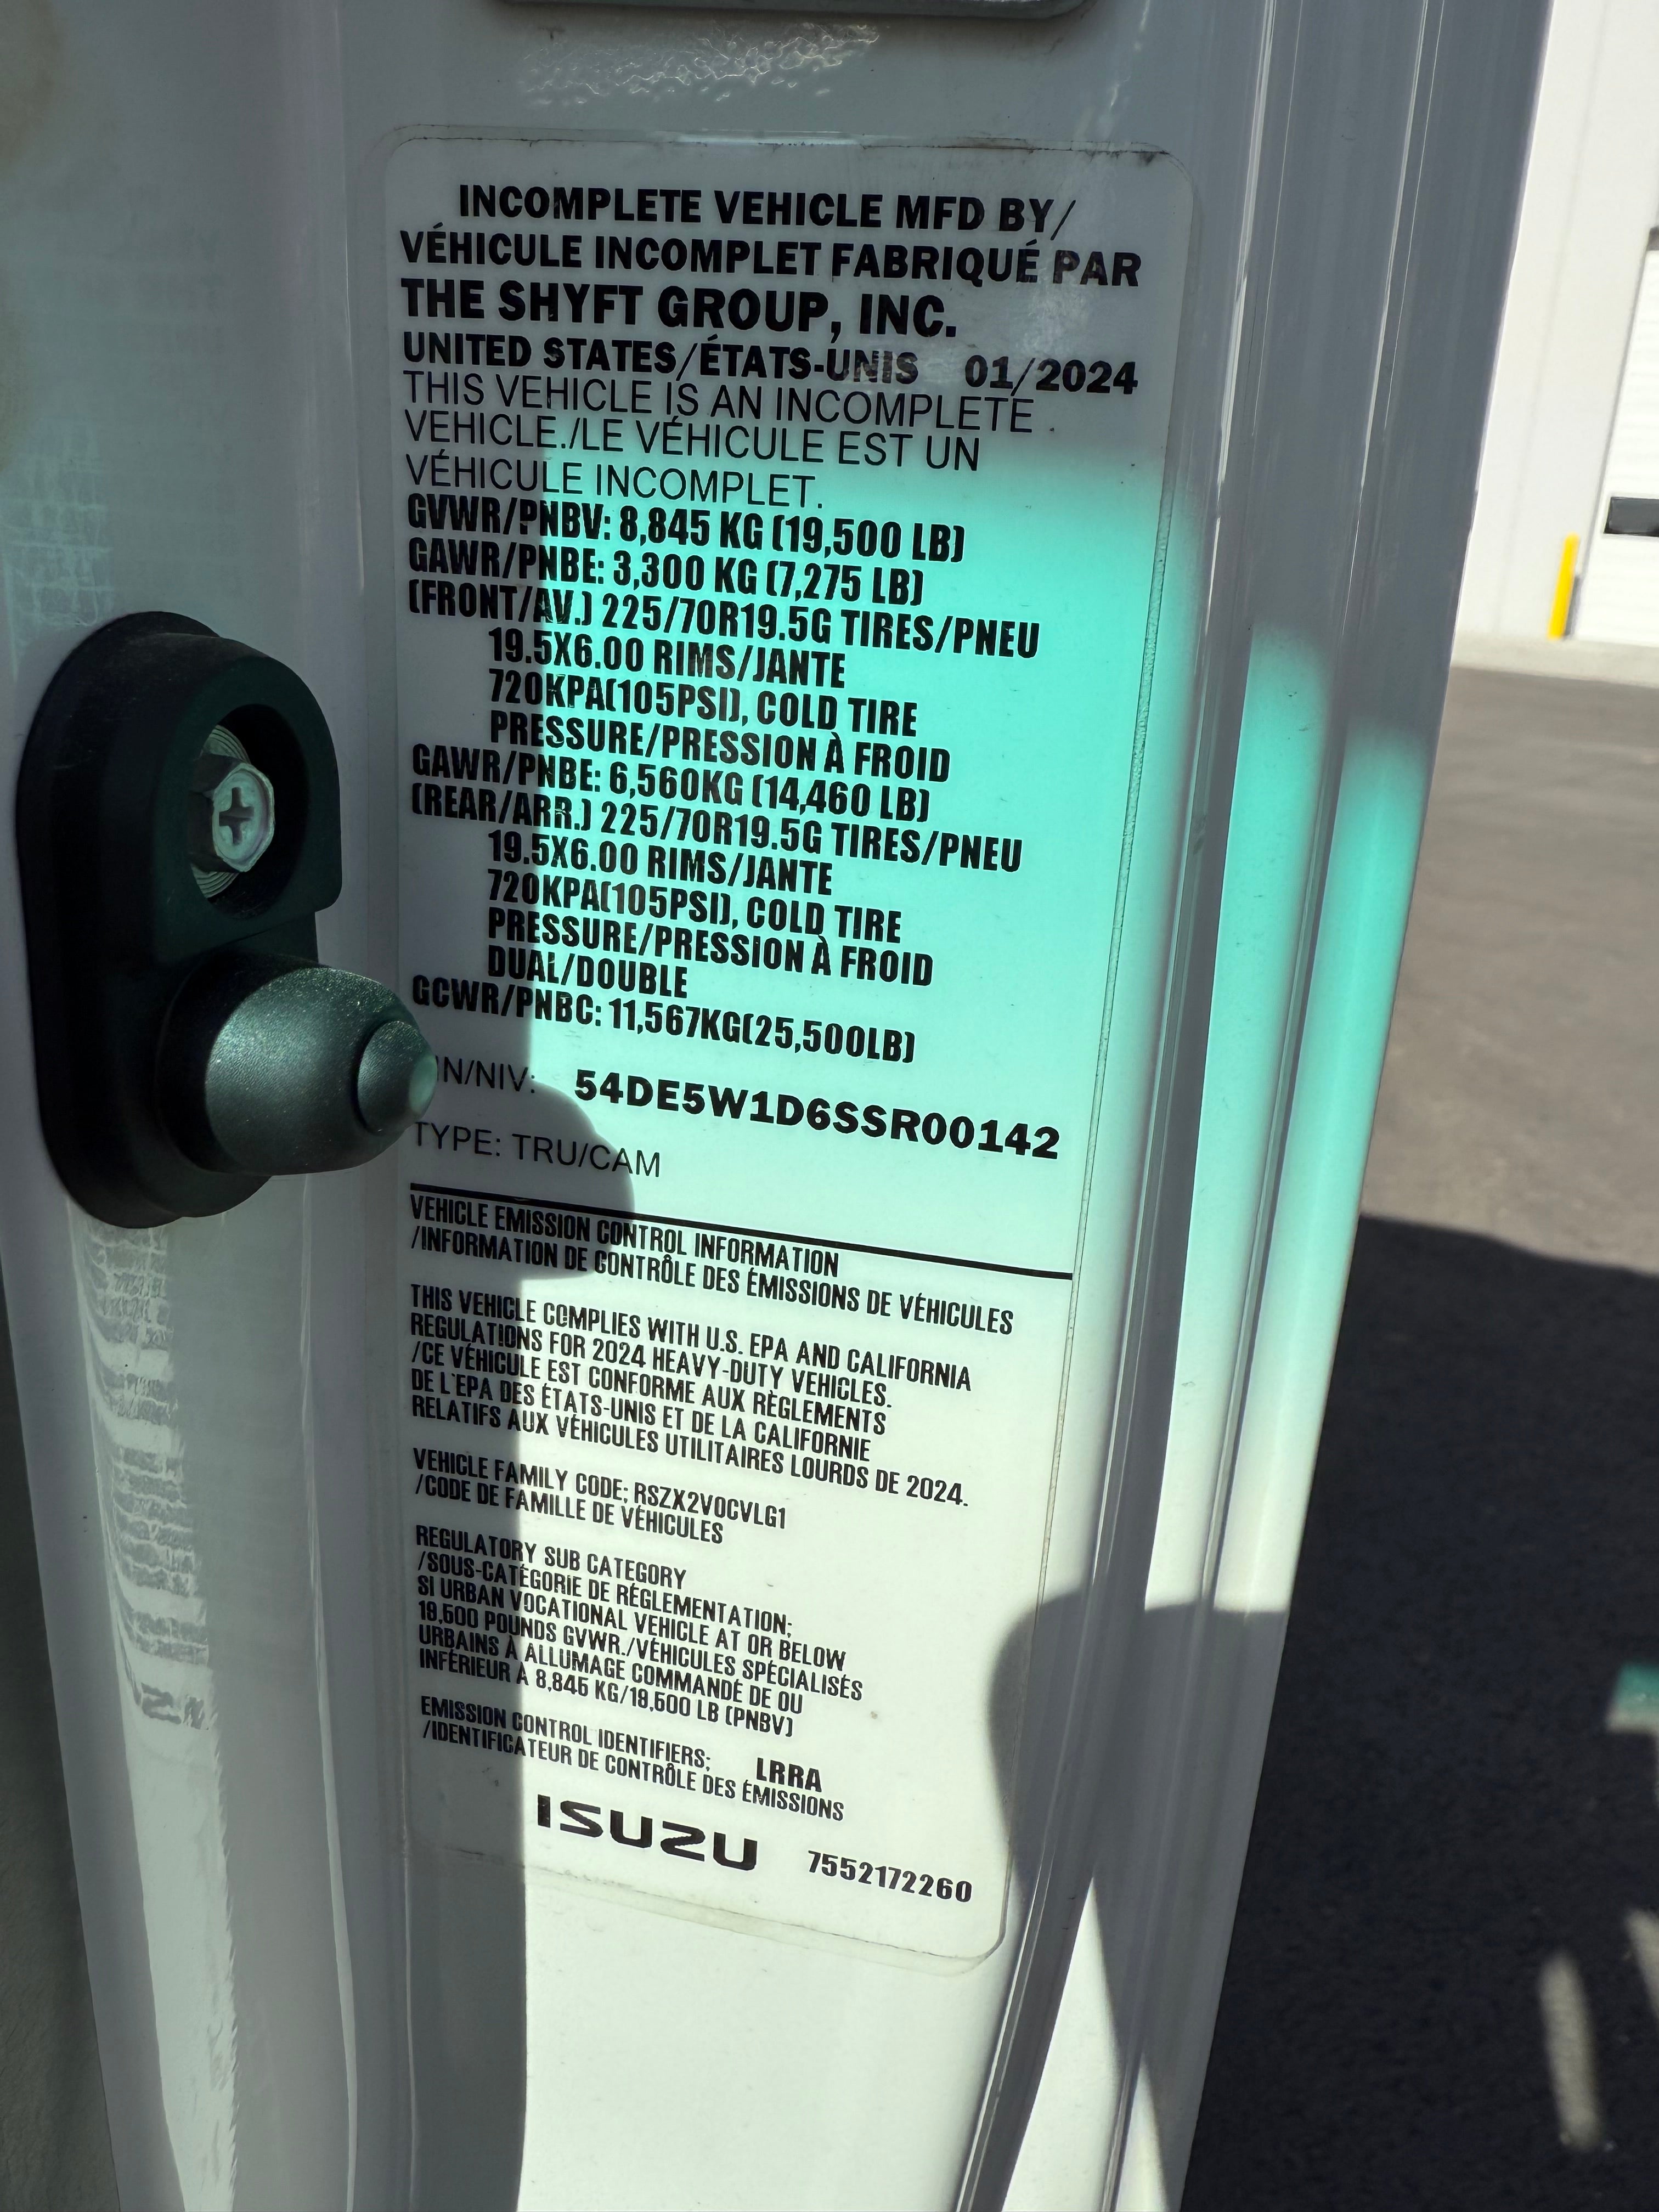 INCOMPLETE VEHICLE MFD BY/
VÉHICULE INCOMPLET FABRIQUÉ PAR
THE SHYFT GROUP, INC.
UNITED STATES/ÉTATS-UNIS 01/2024
THIS VEHICLE IS AN INCOMPLETE
VEHICLE./LE VÉHICULE EST UN
VÉHICULE INCOMPLET.
GVWR/PNBV: 8,845 KG (19,500 LB)
GAWR/PNBE: 3,300 KG (7,275 LB)
(FRONT/AV.) 225/70R19.5G TIRES/PNEU
19.5X6.00 RIMS/JANTE
720KPA(105PSI), COLD TIRE
PRESSURE/PRESSION À FROID
GAWR/PNBE: 6,560KG (14,460 LB)
(REAR/ARR.) 225/70R19.5G TIRES/PNEU
19.5X6.00 RIMS/JANTE
720KPA(105PSI), COLD TIRE
PRESSURE/PRESSION À FROID
DUAL/DOUBLE
GCWR/PNBC: 11,567KG(25,500LB)
IN/NIV: 54DE5W1D6SSR00142
TYPE: TRU/CAM
VEHICLE EMISSION CONTROL INFORMATION
/INFORMATION DE CONTRÔLE DES ÉMISSIONS DE VÉHICULES
THIS VEHICLE COMPLIES WITH U.S. EPA AND CALIFORNIA
REGULATIONS FOR 2024 HEAVY-DUTY VEHICLES.
/CE VÉHICULE EST CONFORME AUX RÈGLEMENTS
DE L'EPA DES ÉTATS-UNIS ET DE LA CALIFORNIE
RELATIFS AUX VÉHICULES UTILITAIRES LOURDS DE 2024.
VEHICLE FAMILY CODE; RSZX2VOCVLG1
/CODE DE FAMILLE DE VÉHICULES
REGULATORY SUB CATEGORY
/SOUS-CATÉGORIE DE RÉGLEMENTATION;
SI URBAN VOCATIONAL VEHICLE AT OR BELOW
19,500 POUNDS GVWR./VÉHICULES SPÉCIALISÉS
URBAINS À ALLUMAGE COMMANDÉ DE OU
INFÉRIEUR À 8,845 KG/19,500 LB (PNBV)
EMISSION CONTROL IDENTIFIERS; LRRA
/IDENTIFICATEUR DE CONTRÔLE DES ÉMISSIONS
ISUZU 7552172260